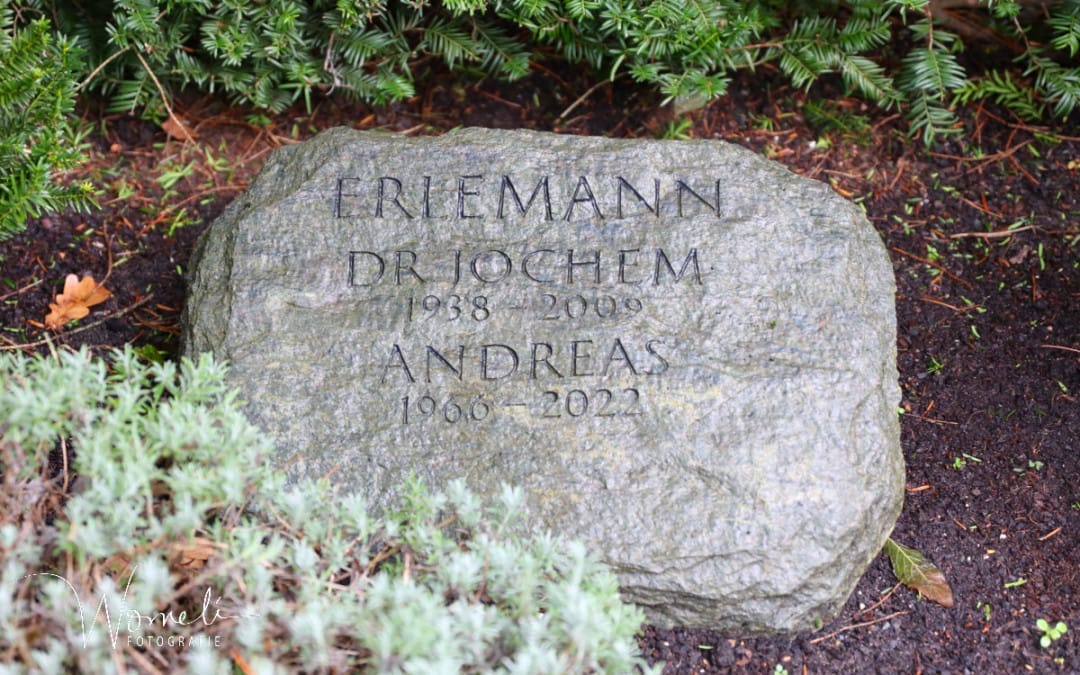 ERLEMANN
DR JOCHEM
1938 – 2009
ANDREAS
1966 – 2022
Womeli
FOTOGRAFIE